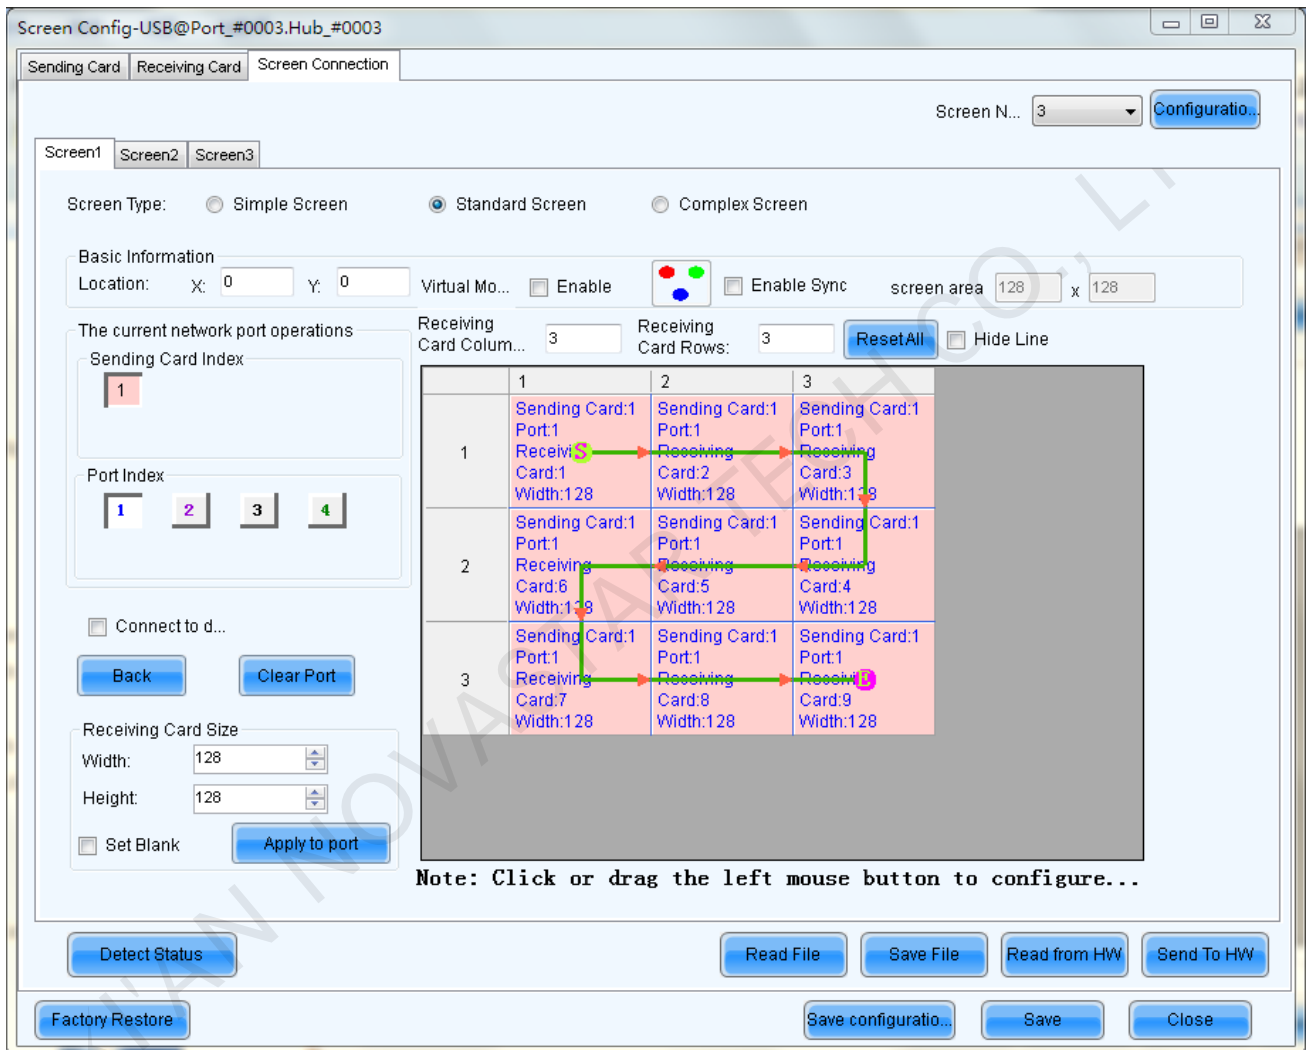 Screen Config-USB@Port_#0003.Hub_#0003
Sending Card Receiving Card Screen Connection
Screen N... 3 Configuratio...
Screen1 Screen2 Screen3
Screen Type: Simple Screen Standard Screen Complex Screen
Basic Information
Location: X: 0 Y: 0 Virtual Mo... Enable Enable Sync screen area 128 x 128
The current network port operations
Sending Card Index
1
Port Index
1 2 3 4
Connect to d...
Back Clear Port
Receiving Card Size
Width: 128
Height: 128
Set Blank Apply to port
Receiving
Card Colum... 3
Receiving
Card Rows: 3
ResetAll Hide Line
1 2 3
1
Sending Card:1
Port:1
Receivi S
Card:1
Width:128
Sending Card:1
Port:1
Receiving
Card:2
Width:128
Sending Card:1
Port:1
Receiving
Card:3
Width:128
2
Sending Card:1
Port:1
Receiving
Card:6
Width:128
Sending Card:1
Port:1
Receiving
Card:5
Width:128
Sending Card:1
Port:1
Receiving
Card:4
Width:128
3
Sending Card:1
Port:1
Receiving
Card:7
Width:128
Sending Card:1
Port:1
Receiving
Card:8
Width:128
Sending Card:1
Port:1
Receivi E
Card:9
Width:128
Note: Click or drag the left mouse button to configure...
Detect Status Read File Save File Read from HW Send To HW
Factory Restore Save configuratio... Save Close
XI'AN NOVASTAR TECH CO., LT